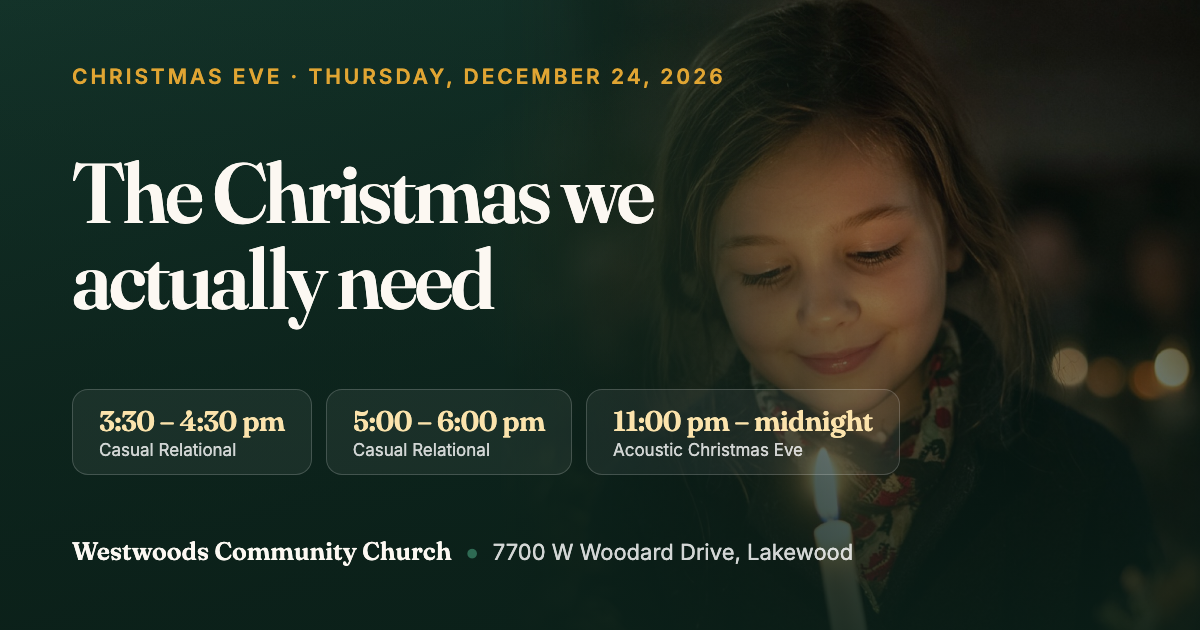 CHRISTMAS EVE · THURSDAY, DECEMBER 24, 2026
The Christmas we
actually need
3:30 – 4:30 pm
Casual Relational
5:00 – 6:00 pm
Casual Relational
11:00 pm – midnight
Acoustic Christmas Eve
Westwoods Community Church • 7700 W Woodard Drive, Lakewood